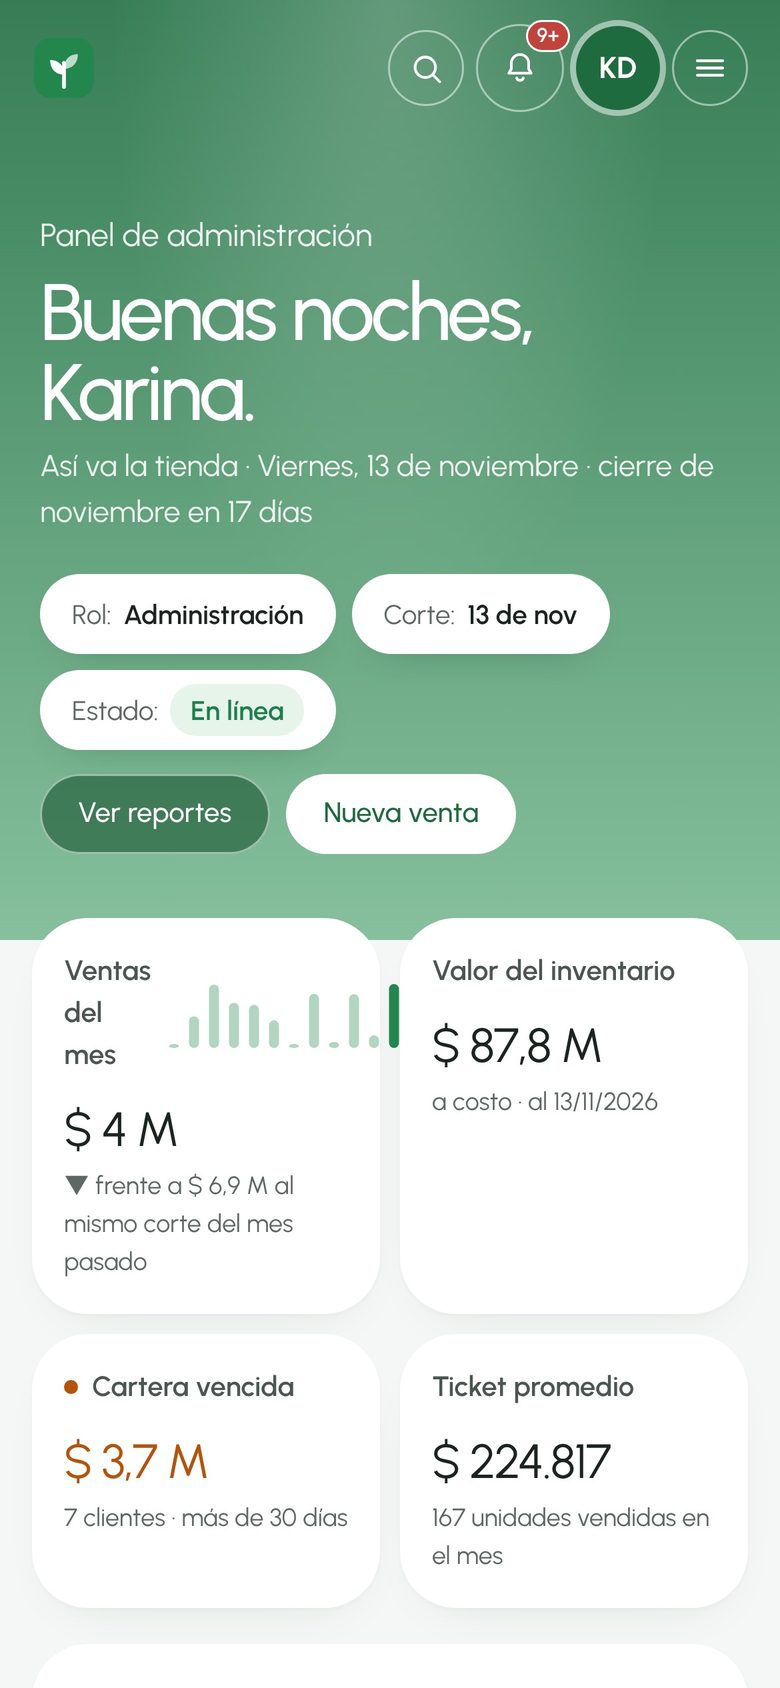 9+
KD
Panel de administración
Buenas noches,
Karina.
Así va la tienda · Viernes, 13 de noviembre · cierre de
noviembre en 17 días
Rol: Administración
Corte: 13 de nov
Estado: En línea
Ver reportes
Nueva venta
Ventas
del
mes
$ 4 M
▼ frente a $ 6,9 M al
mismo corte del mes
pasado
Valor del inventario
$ 87,8 M
a costo · al 13/11/2026
Cartera vencida
$ 3,7 M
7 clientes · más de 30 días
Ticket promedio
$ 224.817
167 unidades vendidas en
el mes